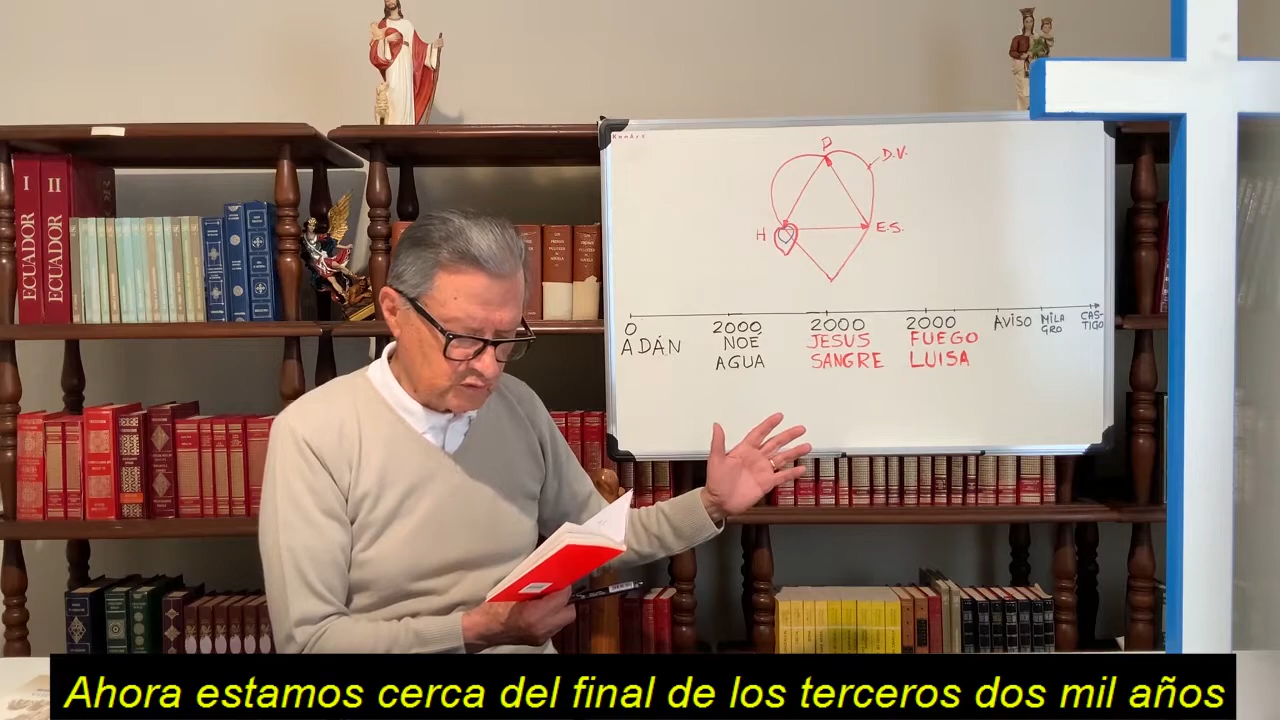 I II
ECUADOR ECUADOR
P
D.V.
H
E.S.
0 2000 2000 2000 AVISO MILA
GRO CAS-
TIGO
ADÁN NOE JESUS FUEGO
AGUA SANGRE LUISA
Ahora estamos cerca del final de los terceros dos mil años